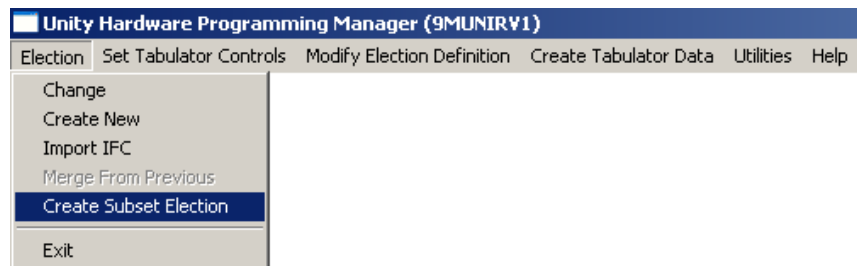 Unity Hardware Programming Manager (9MUNIRV1)
Election Set Tabulator Controls Modify Election Definition Create Tabulator Data Utilities Help
Change
Create New
Import IFC
Merge From Previous
Create Subset Election
Exit